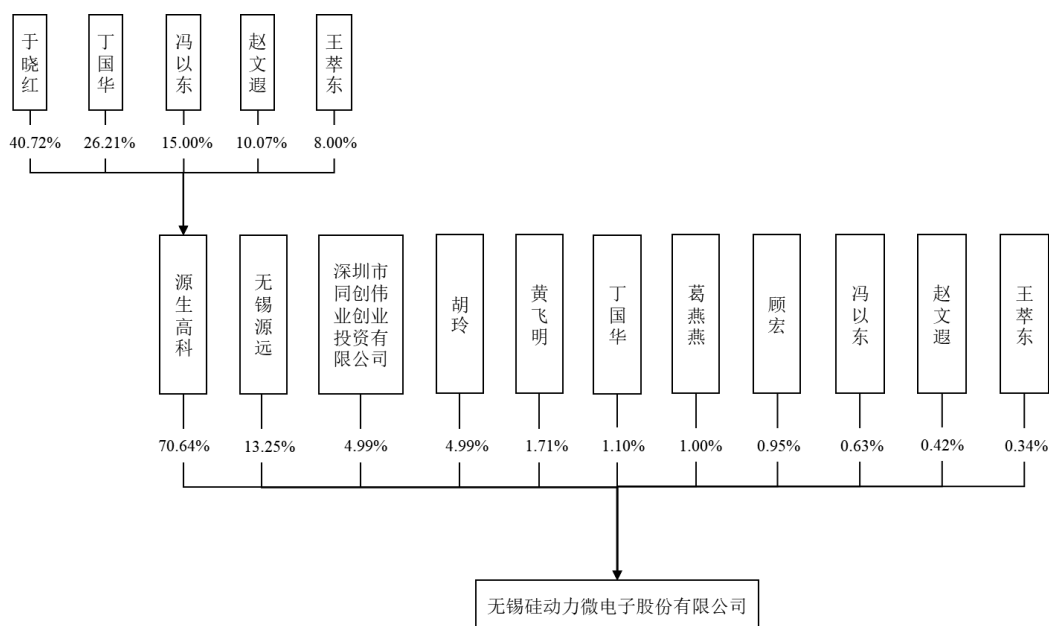 于晓红
丁国华
冯以东
赵文遐
王萃东
40.72%
26.21%
15.00%
10.07%
8.00%
源生高科
无锡源远
深圳市
同创伟
业创业
投资有
限公司
胡玲
黄飞明
丁国华
葛燕燕
顾宏
冯以东
赵文遐
王萃东
70.64%
13.25%
4.99%
4.99%
1.71%
1.10%
1.00%
0.95%
0.63%
0.42%
0.34%
无锡硅动力微电子股份有限公司